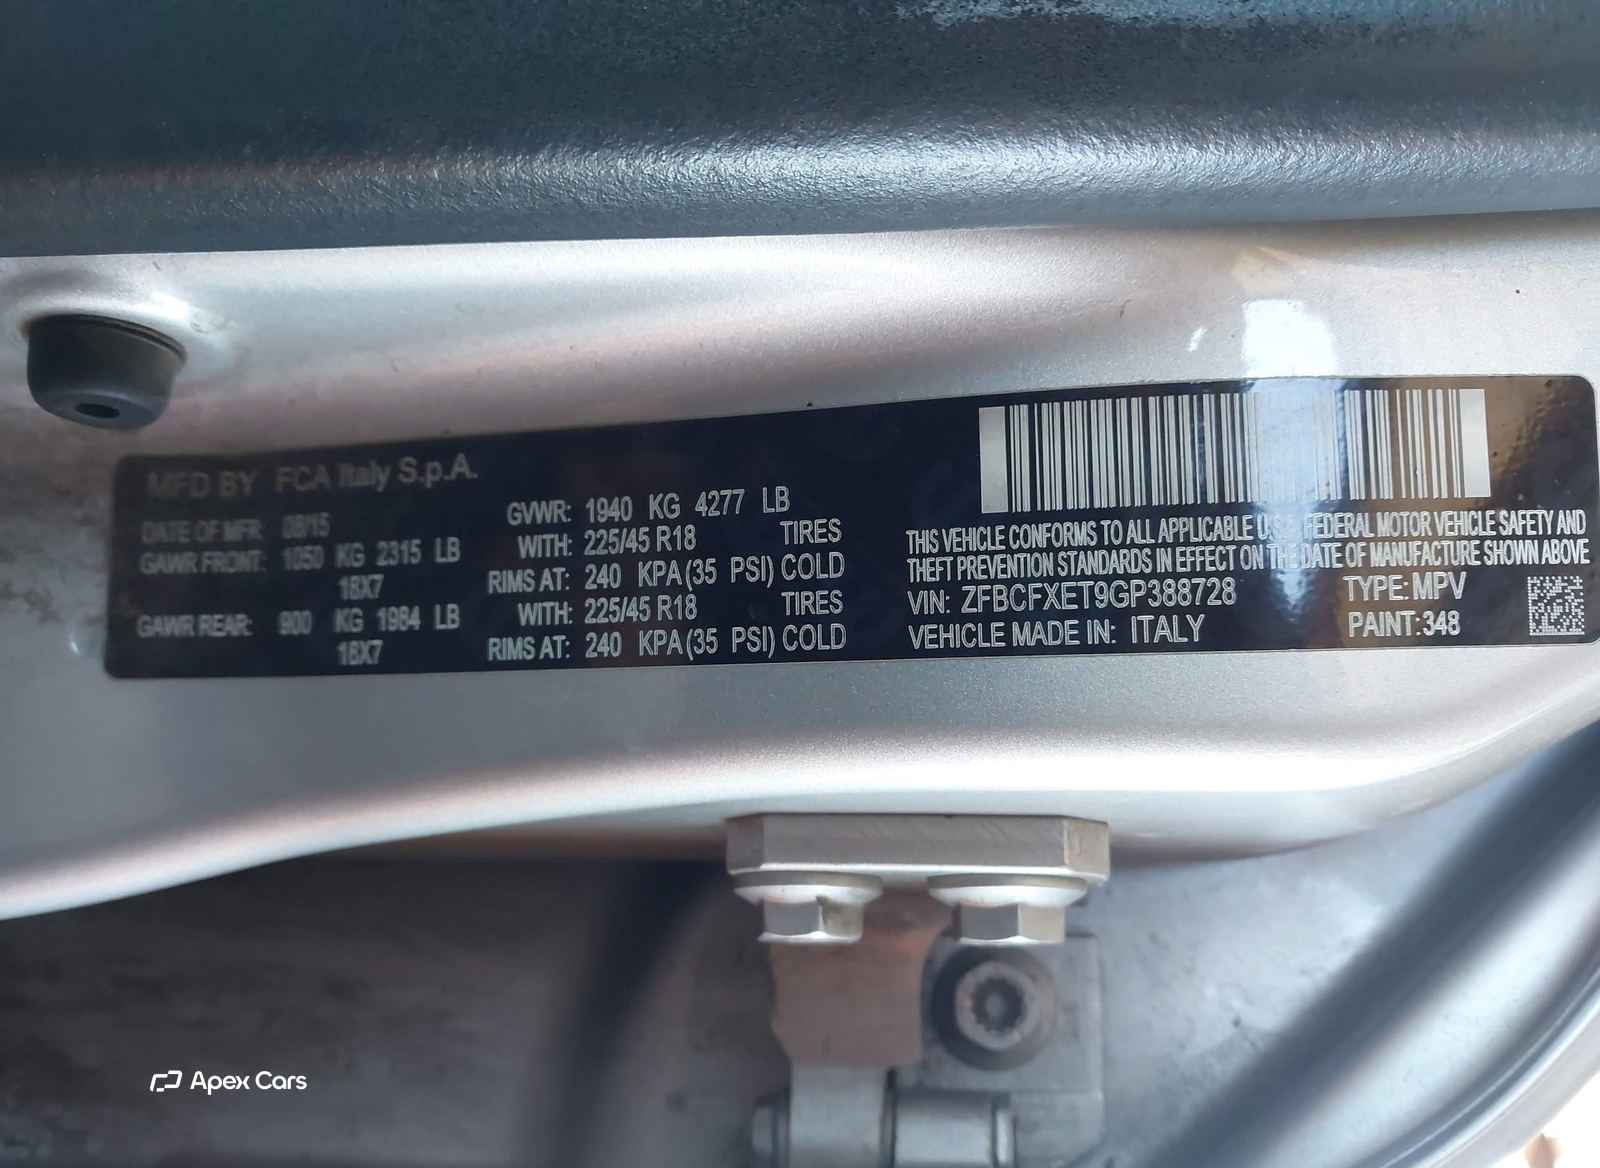 MFD BY FCA Italy S.p.A.
DATE OF MFR: 08/15
GAWR FRONT: 1050 KG 2315 LB
18X7
GAWR REAR: 900 KG 1984 LB
18X7
GVWR: 1940 KG 4277 LB
WITH: 225/45 R18 TIRES
RIMS AT: 240 KPA(35 PSI) COLD
WITH: 225/45 R18 TIRES
RIMS AT: 240 KPA(35 PSI) COLD
THIS VEHICLE CONFORMS TO ALL APPLICABLE U.S.A. FEDERAL MOTOR VEHICLE SAFETY AND
THEFT PREVENTION STANDARDS IN EFFECT ON THE DATE OF MANUFACTURE SHOWN ABOVE
VIN: ZFBCFXET9GP388728 TYPE: MPV
VEHICLE MADE IN: ITALY PAINT: 348
Apex Cars